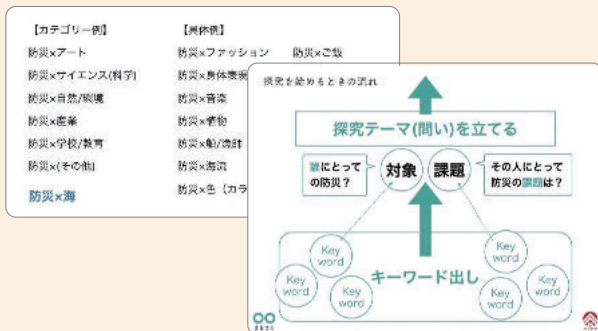 【カテゴリー例】
防災×アート
防災×サイエンス(科学)
防災×自然/環境
防災×産業
防災×学校/教育
防災×(その他)
防災×海
【具体例】
防災×ファッション
防災×身体表現
防災×音楽
防災×植物
防災×船/漁師
防災×海流
防災×色（カラ
防災×ご飯
探究を始めるときの流れ
探究テーマ(問い)を立てる
誰にとって
の防災？
対象
課題
その人にとって
防災の課題は？
キーワード出し
Key
word
Key
word
Key
word
Key
word
Key
word
Key
word